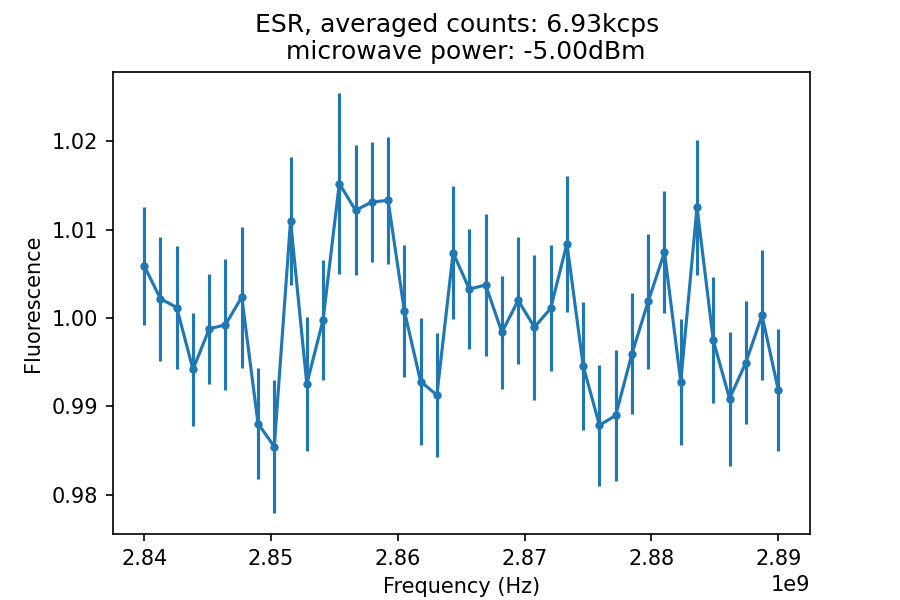 ESR, averaged counts: 6.93kcps
microwave power: -5.00dBm
Fluorescence
1.02
1.01
1.00
0.99
0.98
2.84 2.85 2.86 2.87 2.88 2.89
Frequency (Hz)
1e9